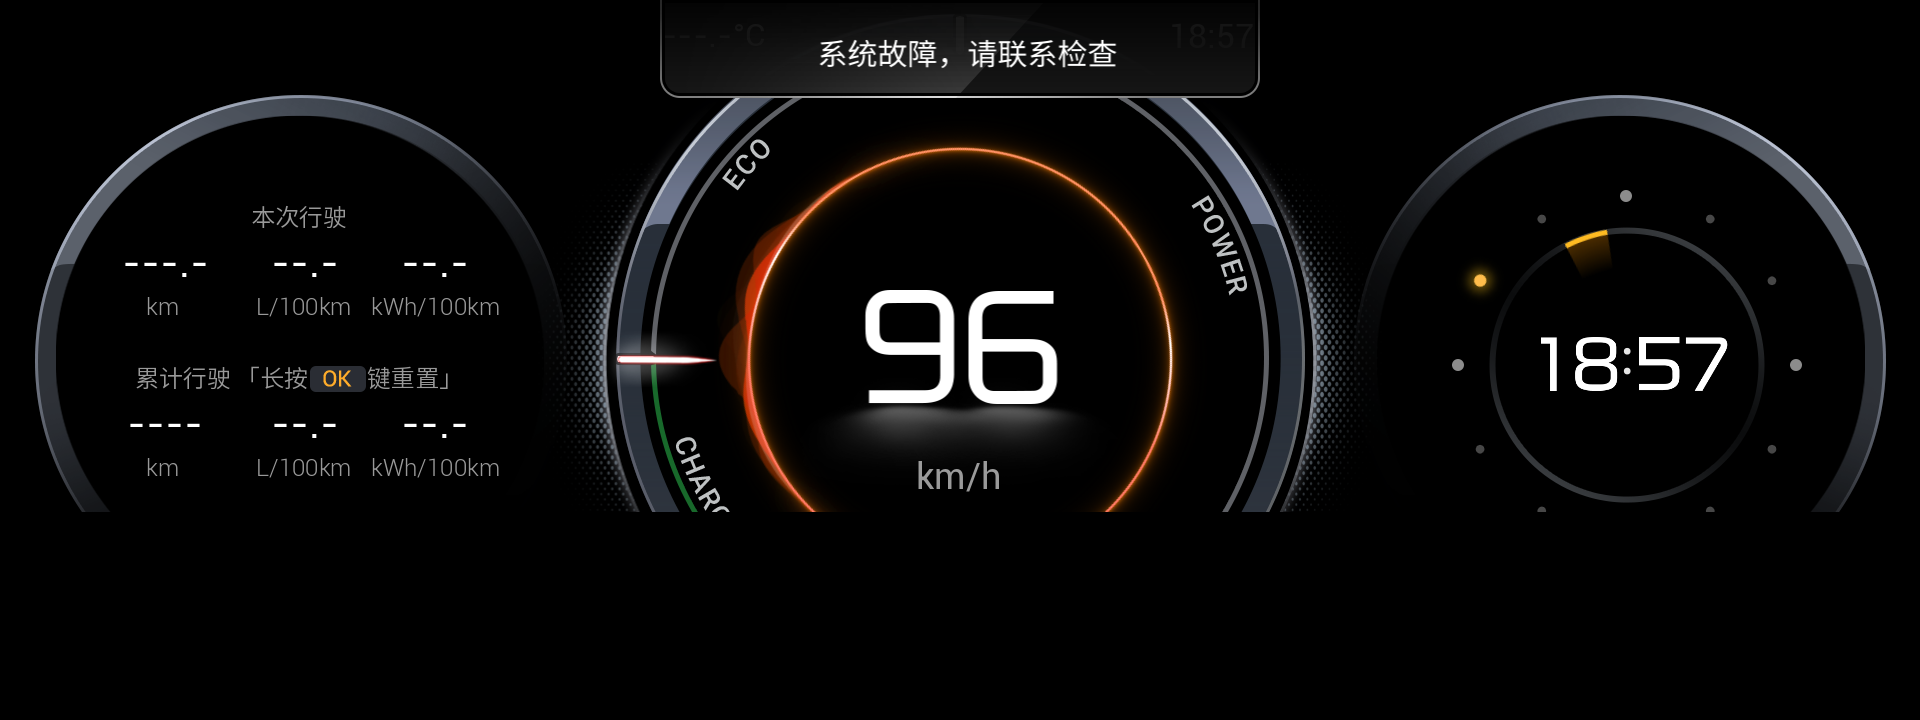 ---.-°C
18:57
系统故障，请联系检查
ECO
POWER
本次行驶
---.- --.- --.-
km L/100km kWh/100km
96
18:57
累计行驶 「长按 OK 键重置」
---- --.- --.-
km L/100km kWh/100km
CHARG
km/h